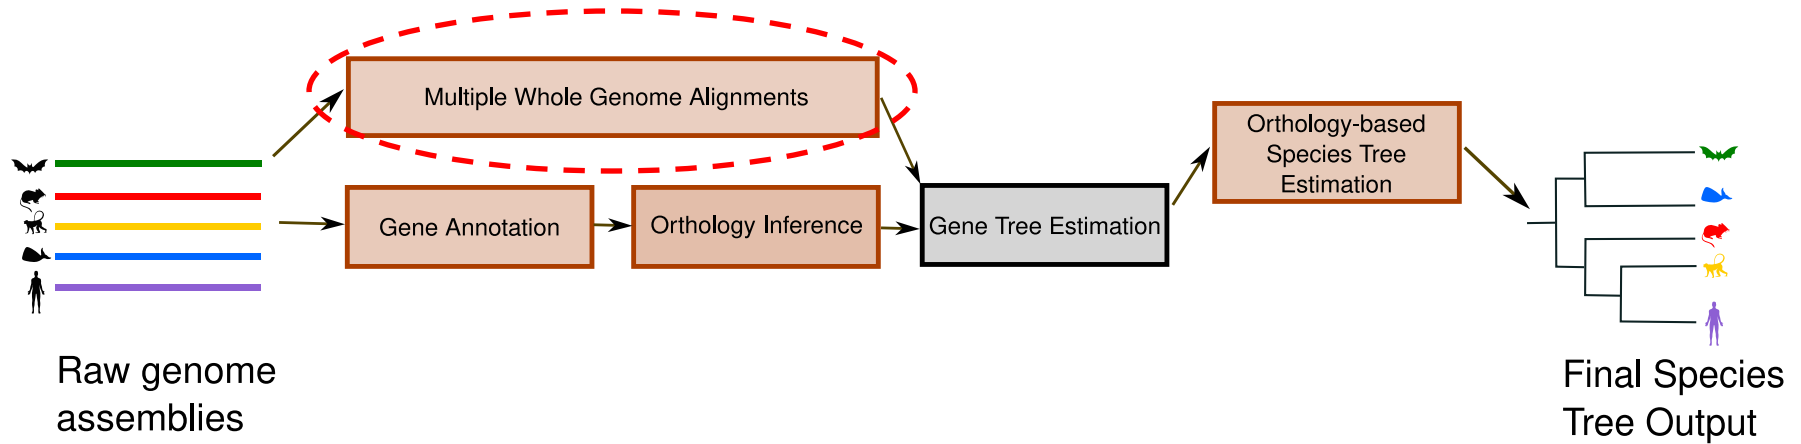 Multiple Whole Genome Alignments
Gene Annotation
Orthology Inference
Gene Tree Estimation
Orthology-based
Species Tree
Estimation
Raw genome
assemblies
Final Species
Tree Output